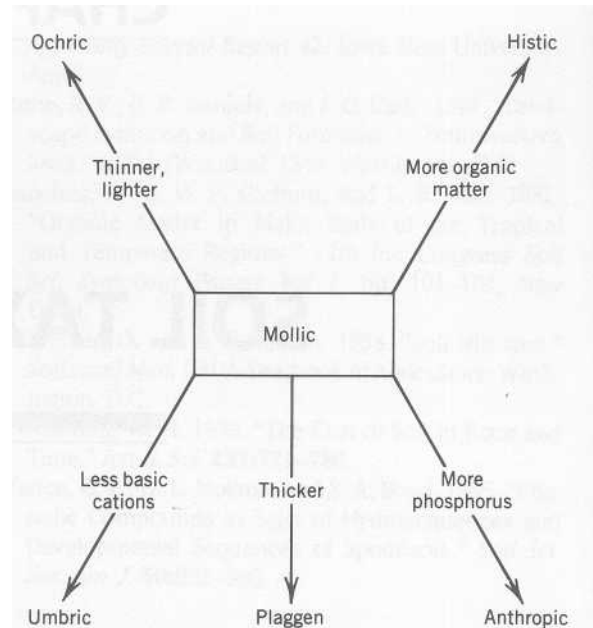 Ochric
Histic
Thinner,
lighter
More organic
matter
Mollic
Less basic
cations
Thicker
More
phosphorus
Umbric
Plaggen
Anthropic